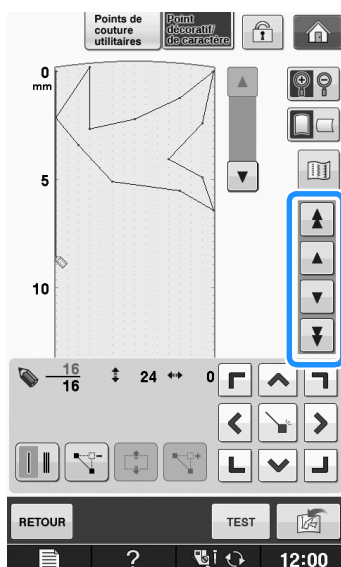 Points de
couture
utilitaires
Point
décoratif/
de caractère
0
mm
5
10
16
16
24
0
RETOUR
TEST
?
12:00